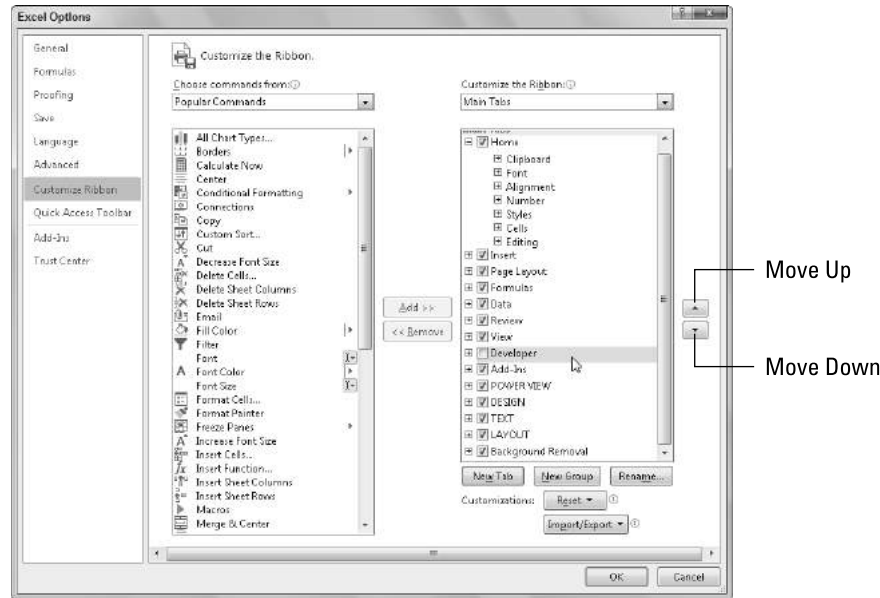 Excel Options
General
Formulas
Proofing
Save
Language
Advanced
Customize Ribbon
Quick Access Toolbar
Add-Ins
Trust Center
Customize the Ribbon.
Choose commands from:
Popular Commands
All Chart Types...
Borders
Calculate Now
Center
Conditional Formatting
Connections
Copy
Custom Sort...
Cut
Decrease Font Size
Delete Cells...
Delete Sheet Columns
Delete Sheet Rows
Email
Fill Color
Filter
Font
Font Color
Font Size
Format Cells...
Format Painter
Freeze Panes
Increase Font Size
Insert Cells...
Insert Function...
Insert Sheet Columns
Insert Sheet Rows
Macros
Merge & Center
Add >>
<< Remove
Customize the Ribbon:
Main Tabs
Main Tabs
Home
Clipboard
Font
Alignment
Number
Styles
Cells
Editing
Insert
Page Layout
Formulas
Data
Review
View
Developer
Add-Ins
POWER VIEW
DESIGN
TEXT
LAYOUT
Background Removal
New Tab
New Group
Rename...
Customizations:
Reset
Import/Export
OK
Cancel
Move Up
Move Down